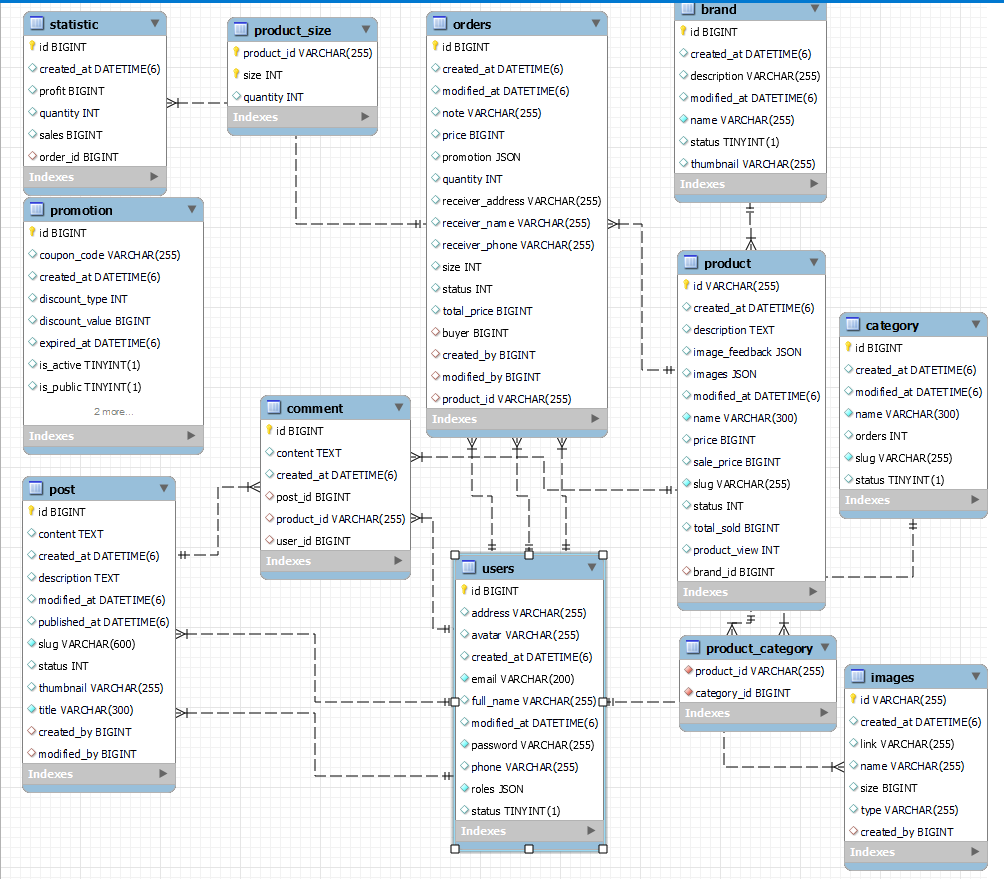 statistic
id BIGINT
created_at DATETIME(6)
profit BIGINT
quantity INT
sales BIGINT
order_id BIGINT
Indexes
product_size
product_id VARCHAR(255)
size INT
quantity INT
Indexes
orders
id BIGINT
created_at DATETIME(6)
modified_at DATETIME(6)
note VARCHAR(255)
price BIGINT
promotion JSON
quantity INT
receiver_address VARCHAR(255)
receiver_name VARCHAR(255)
receiver_phone VARCHAR(255)
size INT
status INT
total_price BIGINT
buyer BIGINT
created_by BIGINT
modified_by BIGINT
product_id VARCHAR(255)
Indexes
brand
id BIGINT
created_at DATETIME(6)
description VARCHAR(255)
modified_at DATETIME(6)
name VARCHAR(255)
status TINYINT(1)
thumbnail VARCHAR(255)
Indexes
promotion
id BIGINT
coupon_code VARCHAR(255)
created_at DATETIME(6)
discount_type INT
discount_value BIGINT
expired_at DATETIME(6)
is_active TINYINT(1)
is_public TINYINT(1)
2 more...
Indexes
product
id VARCHAR(255)
created_at DATETIME(6)
description TEXT
image_feedback JSON
images JSON
modified_at DATETIME(6)
name VARCHAR(300)
price BIGINT
sale_price BIGINT
slug VARCHAR(255)
status INT
total_sold BIGINT
product_view INT
brand_id BIGINT
Indexes
category
id BIGINT
created_at DATETIME(6)
modified_at DATETIME(6)
name VARCHAR(300)
orders INT
slug VARCHAR(255)
status TINYINT(1)
Indexes
comment
id BIGINT
content TEXT
created_at DATETIME(6)
post_id BIGINT
product_id VARCHAR(255)
user_id BIGINT
Indexes
post
id BIGINT
content TEXT
created_at DATETIME(6)
description TEXT
modified_at DATETIME(6)
published_at DATETIME(6)
slug VARCHAR(600)
status INT
thumbnail VARCHAR(255)
title VARCHAR(300)
created_by BIGINT
modified_by BIGINT
Indexes
users
id BIGINT
address VARCHAR(255)
avatar VARCHAR(255)
created_at DATETIME(6)
email VARCHAR(200)
full_name VARCHAR(255)
modified_at DATETIME(6)
password VARCHAR(255)
phone VARCHAR(255)
roles JSON
status TINYINT(1)
Indexes
product_category
product_id VARCHAR(255)
category_id BIGINT
Indexes
images
id VARCHAR(255)
created_at DATETIME(6)
link VARCHAR(255)
name VARCHAR(255)
size BIGINT
type VARCHAR(255)
created_by BIGINT
Indexes